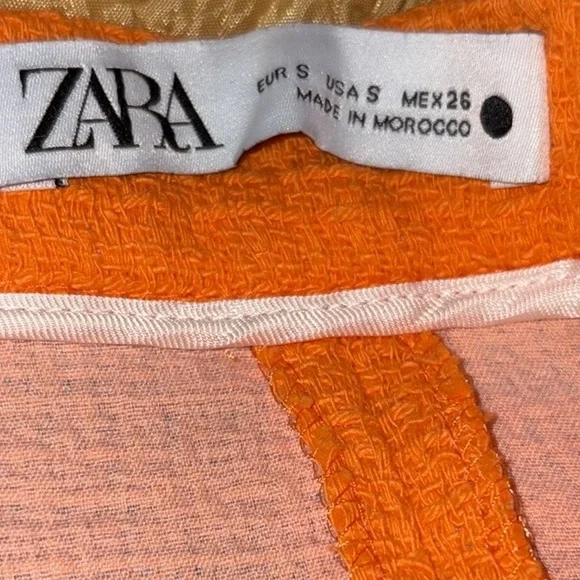 ZARA
EUR S USA S MEX 26
MADE IN MOROCCO